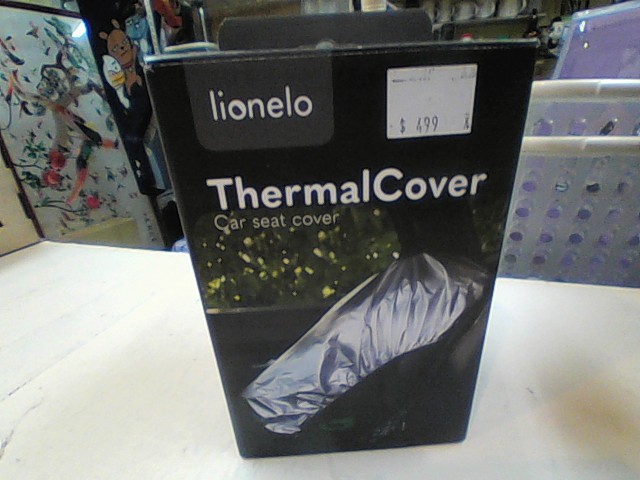 lionelo
$ 499
ThermalCover
Car seat cover